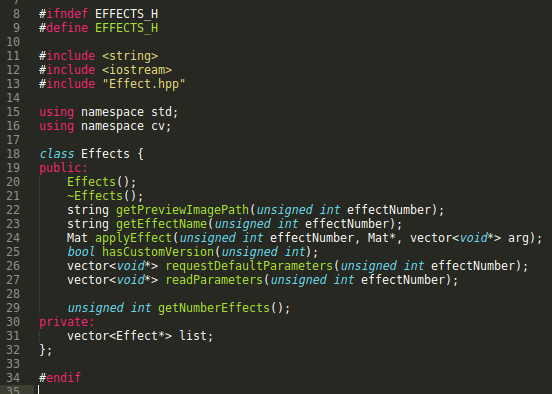 7
8 #ifndef EFFECTS_H
9 #define EFFECTS_H
10
11 #include <string>
12 #include <iostream>
13 #include "Effect.hpp"
14
15 using namespace std;
16 using namespace cv;
17
18 class Effects {
19 public:
20     Effects();
21     ~Effects();
22     string getPreviewImagePath(unsigned int effectNumber);
23     string getEffectName(unsigned int effectNumber);
24     Mat applyEffect(unsigned int effectNumber, Mat*, vector<void*> arg);
25     bool hasCustomVersion(unsigned int);
26     vector<void*> requestDefaultParameters(unsigned int effectNumber);
27     vector<void*> readParameters(unsigned int effectNumber);
28
29     unsigned int getNumberEffects();
30 private:
31     vector<Effect*> list;
32 };
33
34 #endif
35